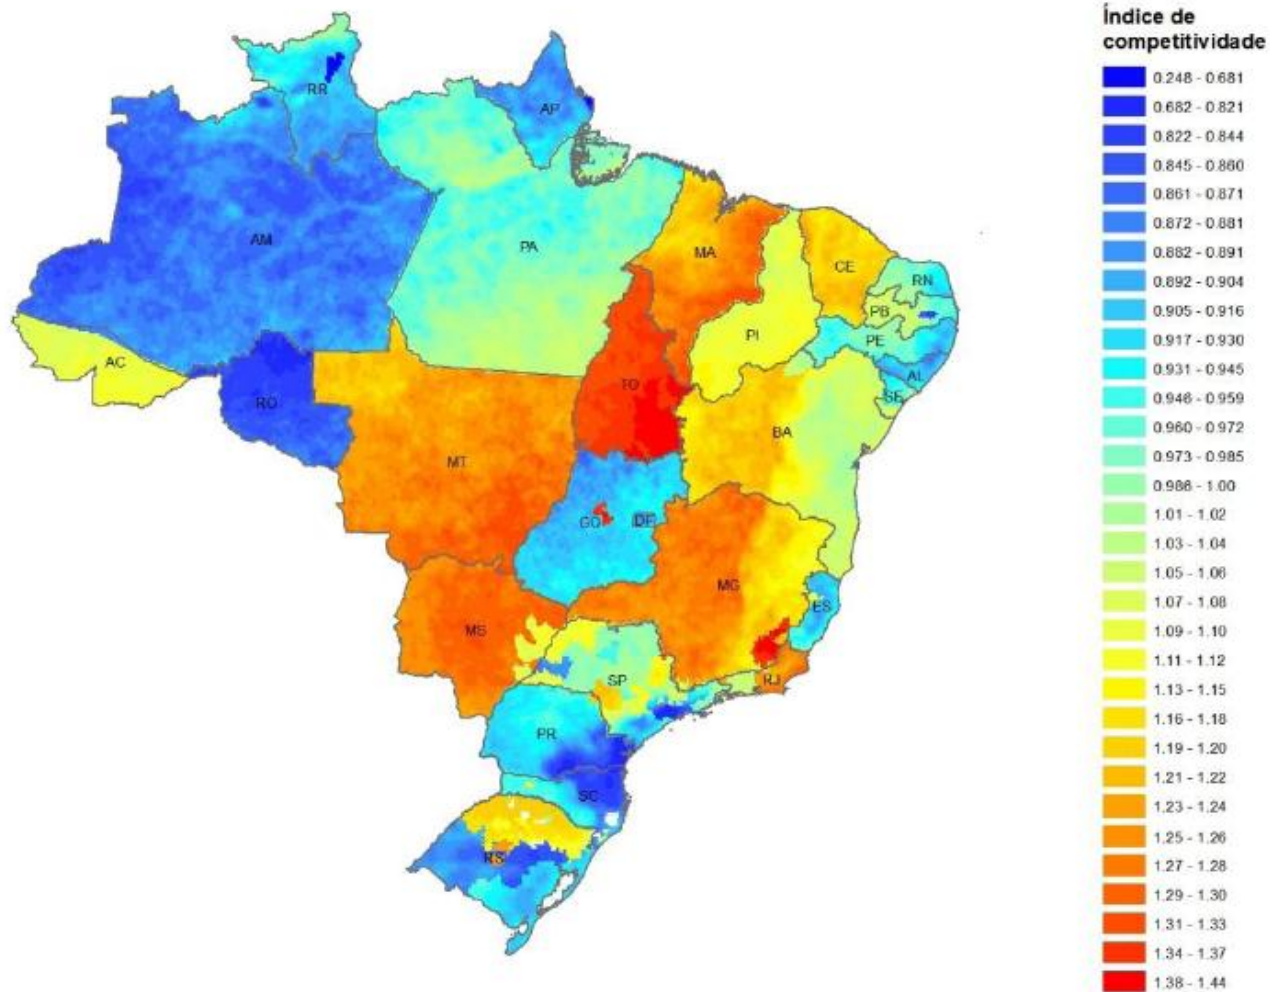 Índice de
competitividade
0.248 - 0.681
0.682 - 0.821
0.822 - 0.844
0.845 - 0.860
0.861 - 0.871
0.872 - 0.881
0.882 - 0.891
0.892 - 0.904
0.905 - 0.916
0.917 - 0.930
0.931 - 0.945
0.946 - 0.959
0.960 - 0.972
0.973 - 0.985
0.986 - 1.00
1.01 - 1.02
1.03 - 1.04
1.05 - 1.06
1.07 - 1.08
1.09 - 1.10
1.11 - 1.12
1.13 - 1.15
1.16 - 1.18
1.19 - 1.20
1.21 - 1.22
1.23 - 1.24
1.25 - 1.26
1.27 - 1.28
1.29 - 1.30
1.31 - 1.33
1.34 - 1.37
1.38 - 1.44
RR
AP
AM
PA
MA
CE
RN
PB
PI
PE
AC
AL
TO
SE
RO
BA
MT
GO
DF
MG
ES
MS
SP
RJ
PR
SC
RS